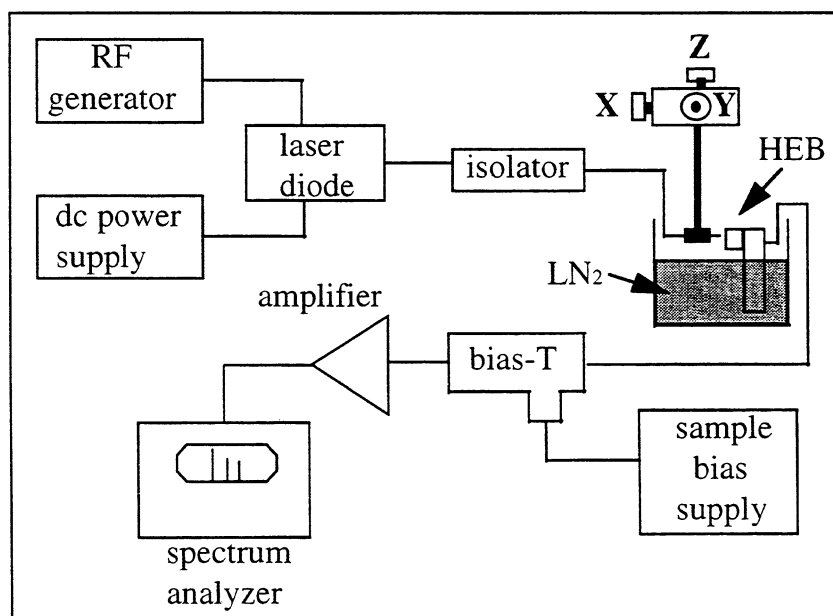 RF
generator
laser
diode
isolator
dc power
supply
Z
X
Y
HEB
LN₂
amplifier
bias-T
sample
bias
supply
spectrum
analyzer